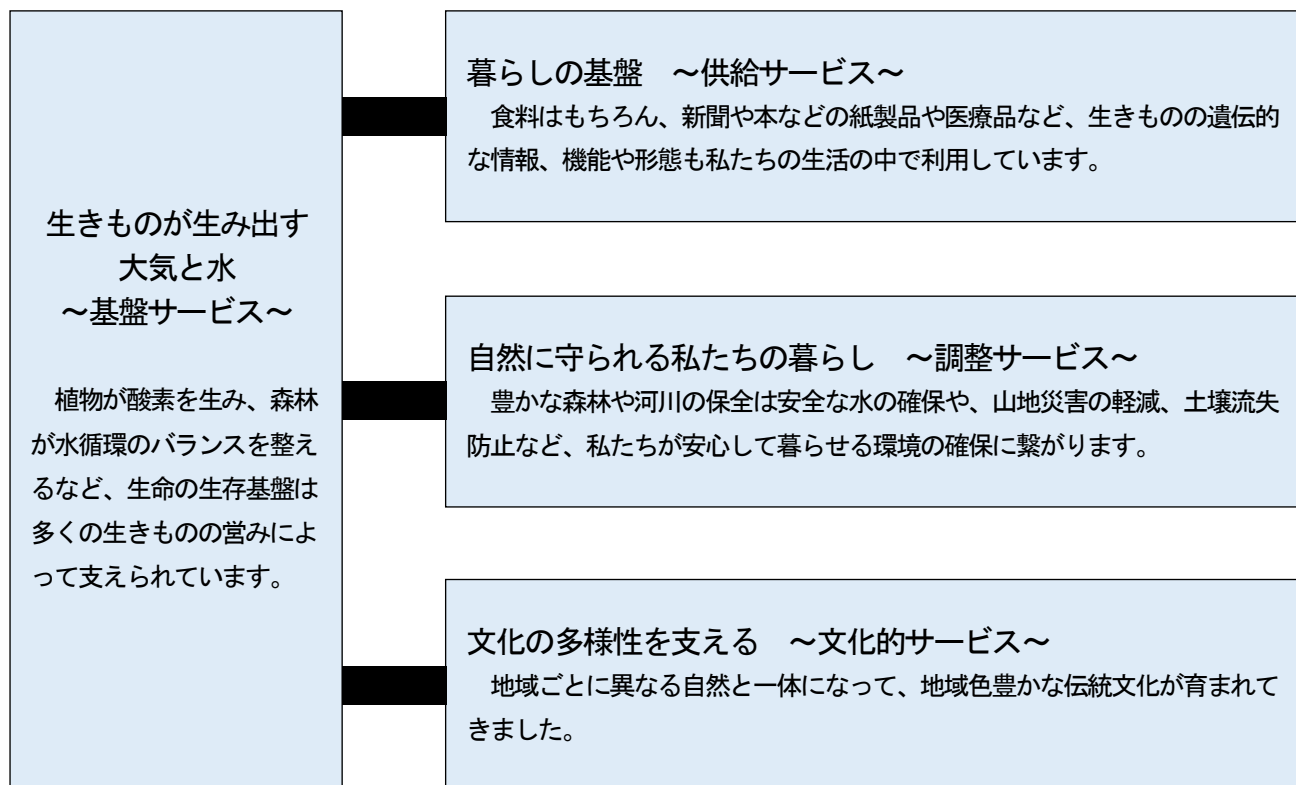 生きものが生み出す
大気と水
～基盤サービス～
植物が酸素を生み、森林
が水循環のバランスを整え
るなど、生命の生存基盤は
多くの生きものの営みによ
って支えられています。
暮らしの基盤　～供給サービス～
食料はもちろん、新聞や本などの紙製品や医療品など、生きものの遺伝的
な情報、機能や形態も私たちの生活の中で利用しています。
自然に守られる私たちの暮らし　～調整サービス～
豊かな森林や河川の保全は安全な水の確保や、山地災害の軽減、土壌流失
防止など、私たちが安心して暮らせる環境の確保に繋がります。
文化の多様性を支える　～文化的サービス～
地域ごとに異なる自然と一体になって、地域色豊かな伝統文化が育まれて
きました。